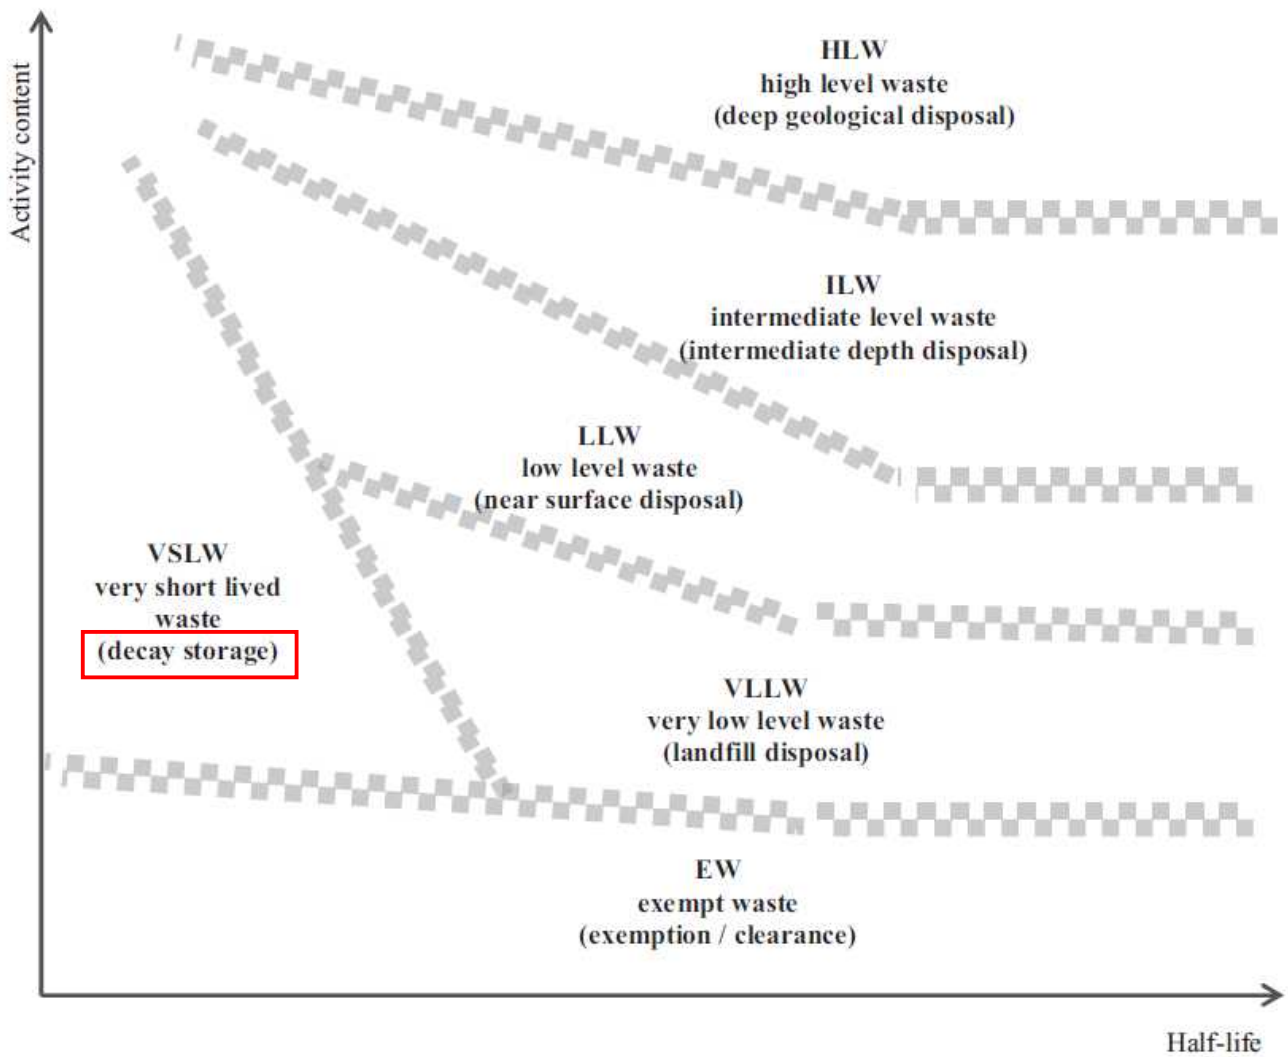 Activity content
HLW
high level waste
(deep geological disposal)
ILW
intermediate level waste
(intermediate depth disposal)
LLW
low level waste
(near surface disposal)
VSLW
very short lived
waste
(decay storage)
VLLW
very low level waste
(landfill disposal)
EW
exempt waste
(exemption / clearance)
Half-life